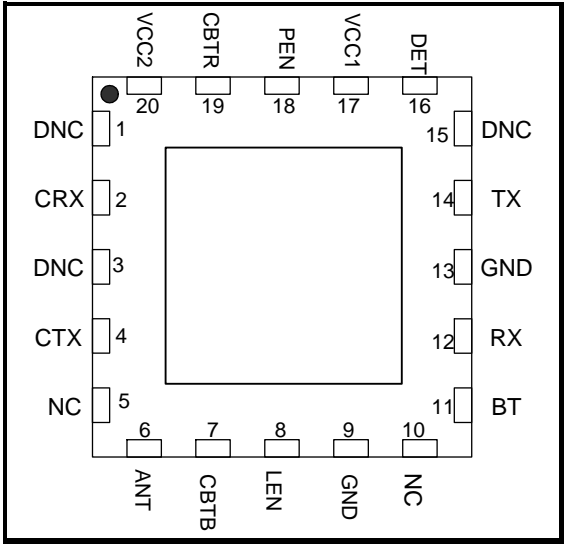 VCC2 CBTR PEN VCC1 DET
20 19 18 17 16
DNC 1 15 DNC
CRX 2 14 TX
DNC 3 13 GND
CTX 4 12 RX
NC 5 11 BT
6 7 8 9 10
ANT CBTB LEN GND NC